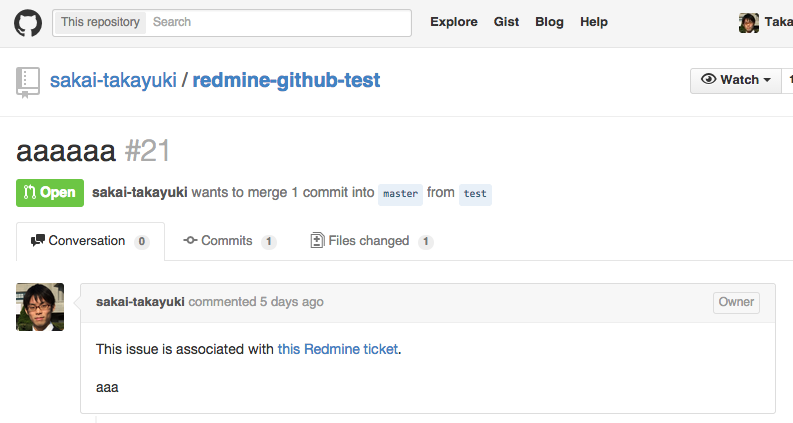 This repository Search Explore Gist Blog Help Taka
sakai-takayuki / redmine-github-test
Watch 1
aaaaaa #21
Open sakai-takayuki wants to merge 1 commit into master from test
Conversation 0 Commits 1 Files changed 1
sakai-takayuki commented 5 days ago Owner
This issue is associated with this Redmine ticket.
aaa